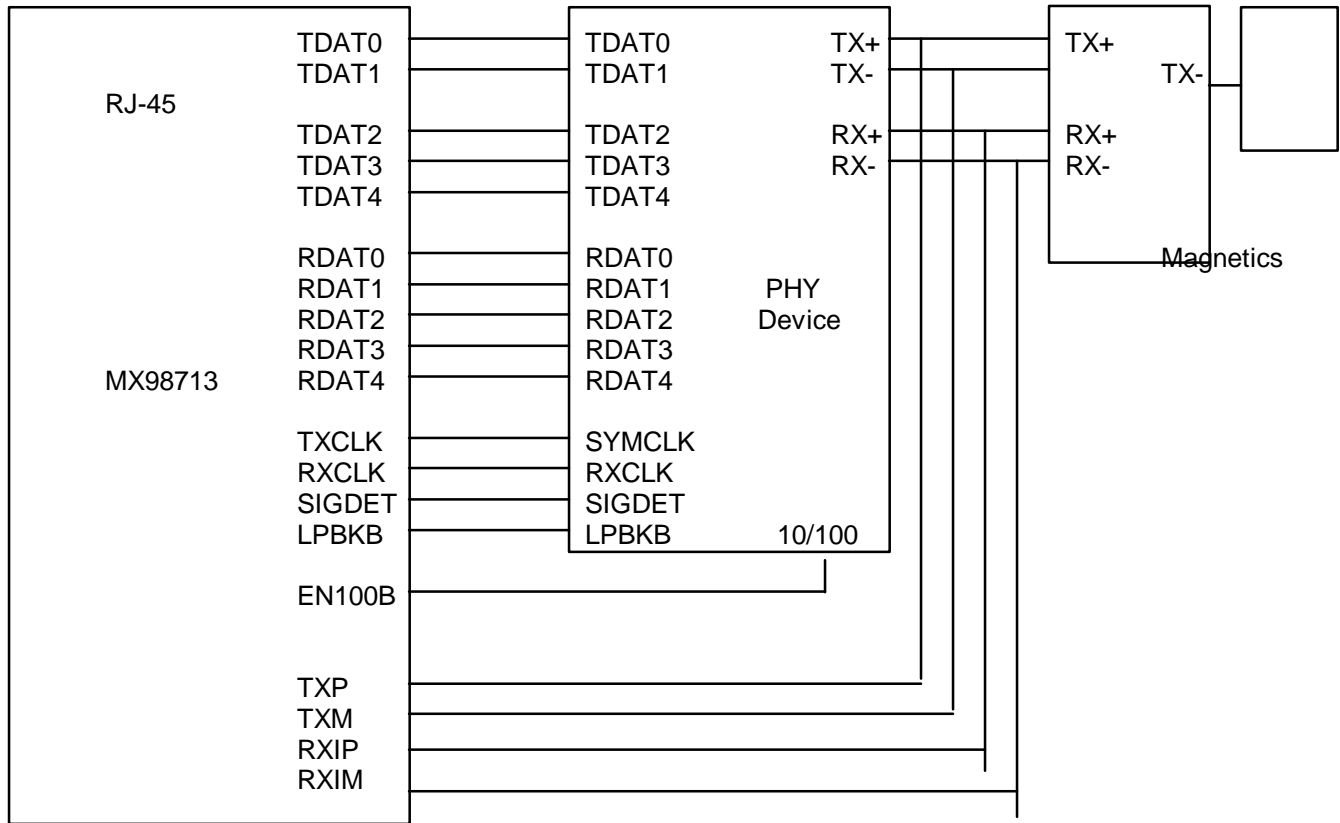 TDAT0 TDAT0 TX+ TX+
TDAT1 TDAT1 TX- TX-
RJ-45
TDAT2 TDAT2 RX+ RX+
TDAT3 TDAT3 RX- RX-
TDAT4 TDAT4
RDAT0 RDAT0
Magnetics
RDAT1 RDAT1 PHY
RDAT2 RDAT2 Device
RDAT3 RDAT3
MX98713 RDAT4 RDAT4
TXCLK SYMCLK
RXCLK RXCLK
SIGDET SIGDET
LPBKB LPBKB 10/100
EN100B
TXP
TXM
RXIP
RXIM